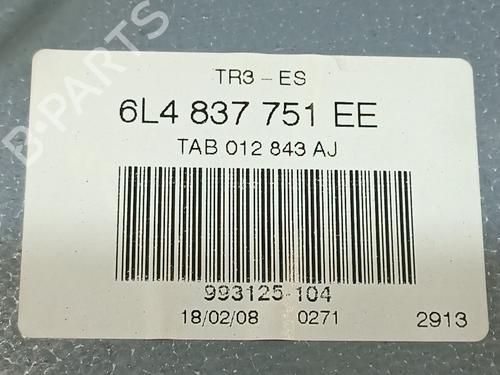 B-PARTS
TR3-ES
6L4 837 751 EE
TAB 012 843 AJ
993125-104
18/02/08 0271 2913